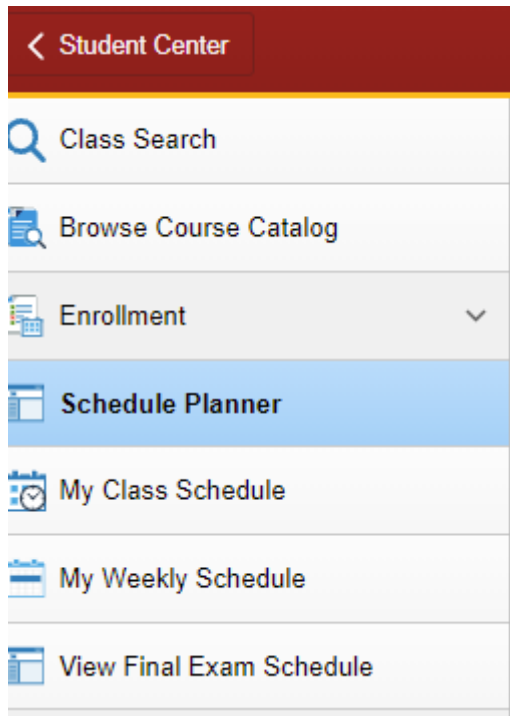 Student Center
Class Search
Browse Course Catalog
Enrollment
Schedule Planner
My Class Schedule
My Weekly Schedule
View Final Exam Schedule